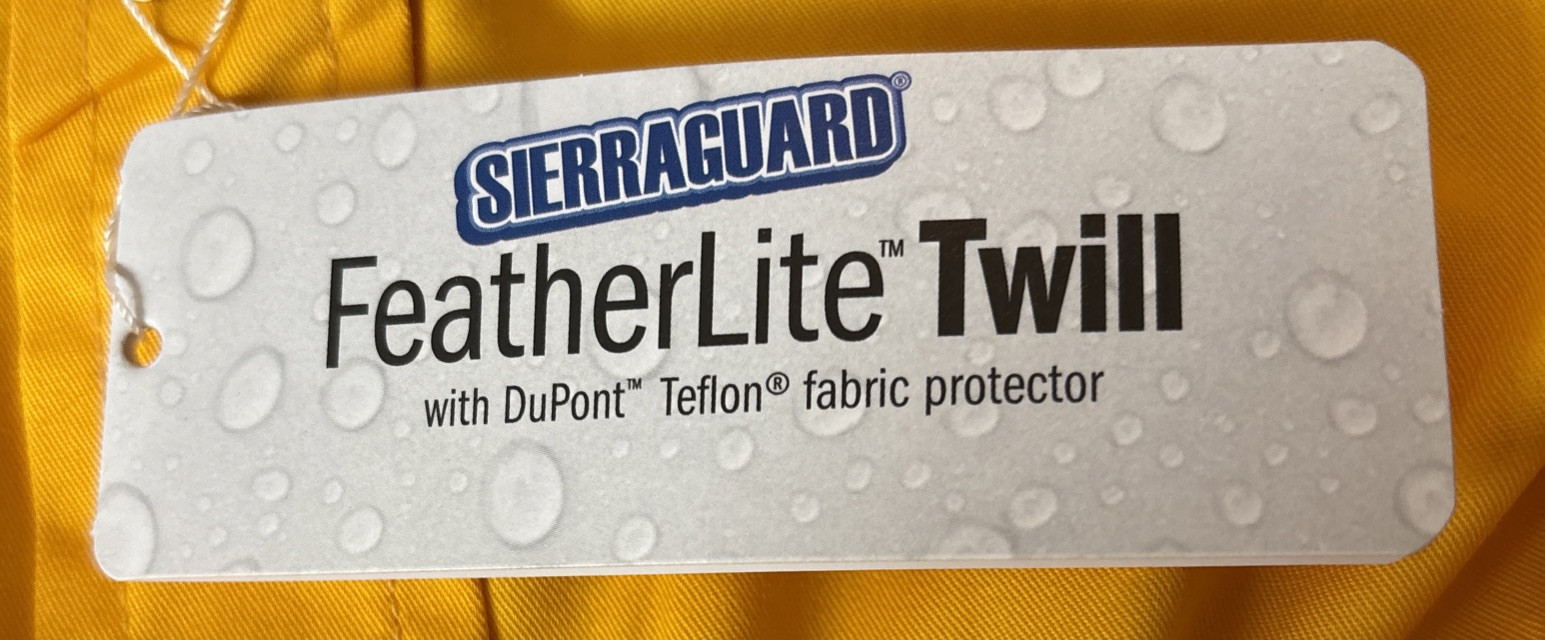 SIERRAGUARD®
FeatherLite™ Twill
with DuPont™ Teflon® fabric protector